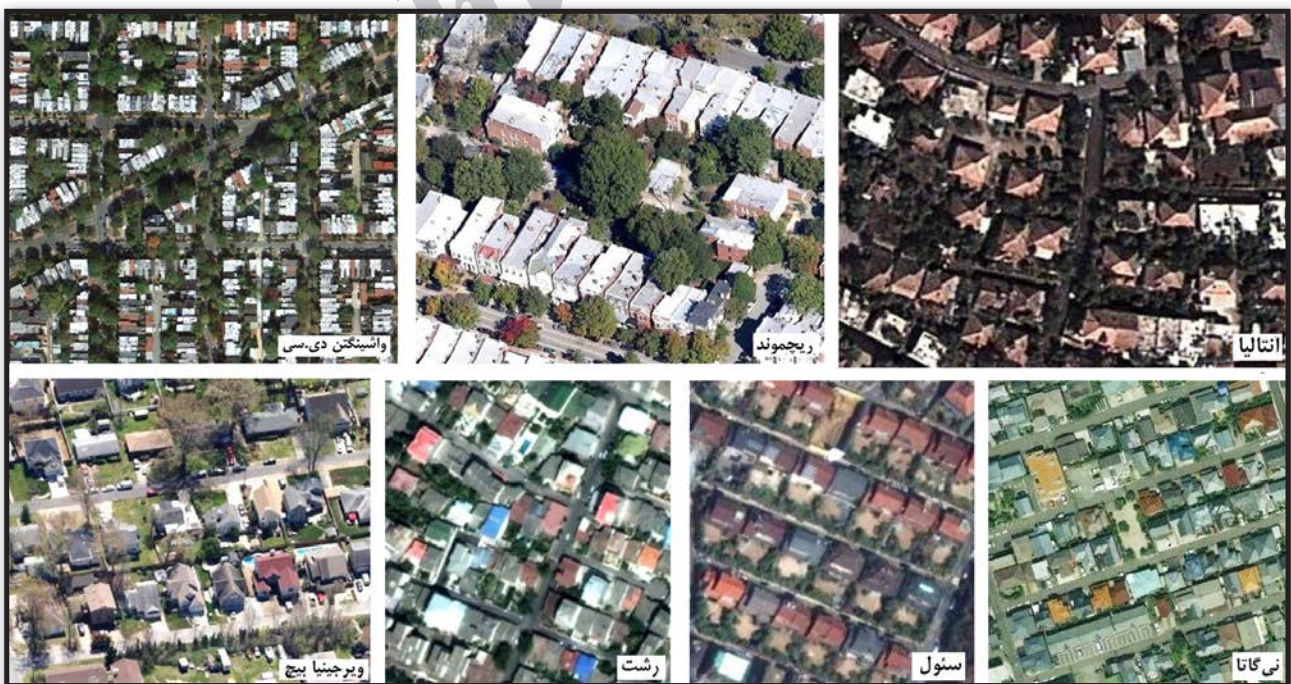 واشینگتن دی.سی
ریچموند
انتالیا
ویرجینیا بیچ
رشت
سئول
نی‌گاتا